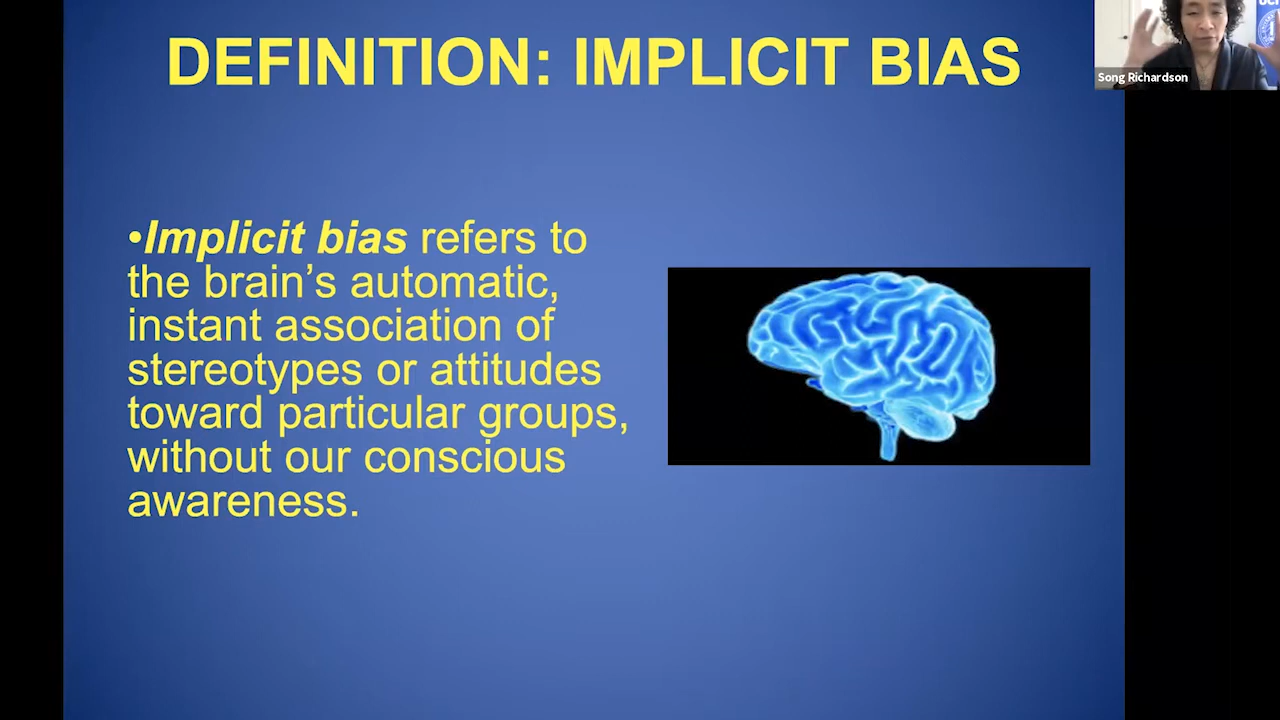 DEFINITION: IMPLICIT BIAS
Song Richardson
•Implicit bias refers to
the brain’s automatic,
instant association of
stereotypes or attitudes
toward particular groups,
without our conscious
awareness.